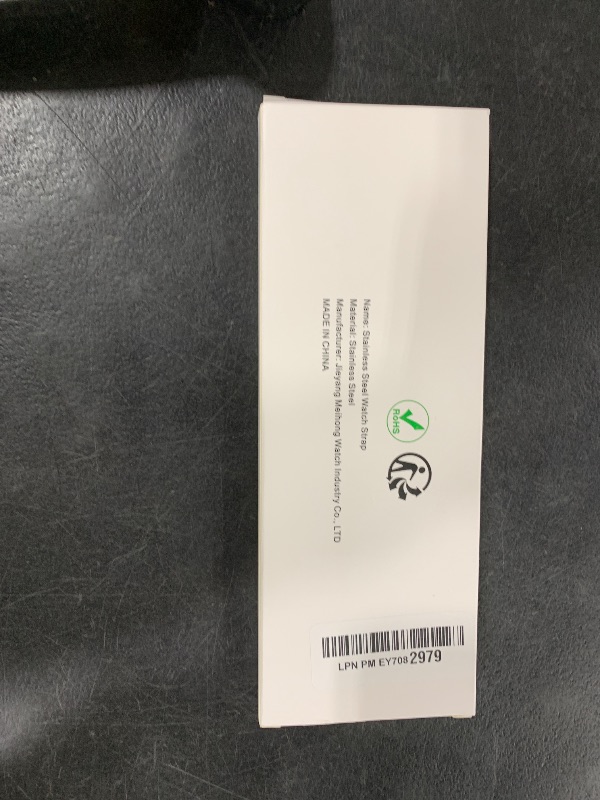 RoHS
Name: Stainless Steel Watch Strap
Material: Stainless Steel
Manufacturer: Jieyang Meihong Watch Industry Co., LTD
MADE IN CHINA
LPN PM EY708 2979